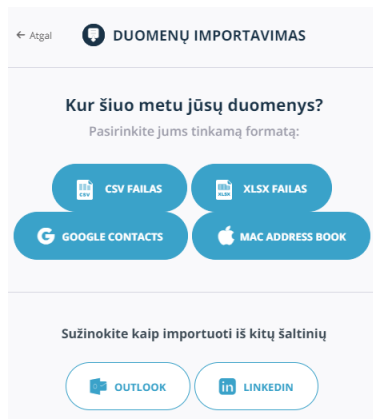 ← Atgal DUOMENŲ IMPORTAVIMAS
Kur šiuo metu jūsų duomenys?
Pasirinkite jums tinkamą formatą:
CSV CSV FAILAS XLSX XLSX FAILAS
G GOOGLE CONTACTS MAC ADDRESS BOOK
Sužinokite kaip importuoti iš kitų šaltinių
OUTLOOK in LINKEDIN